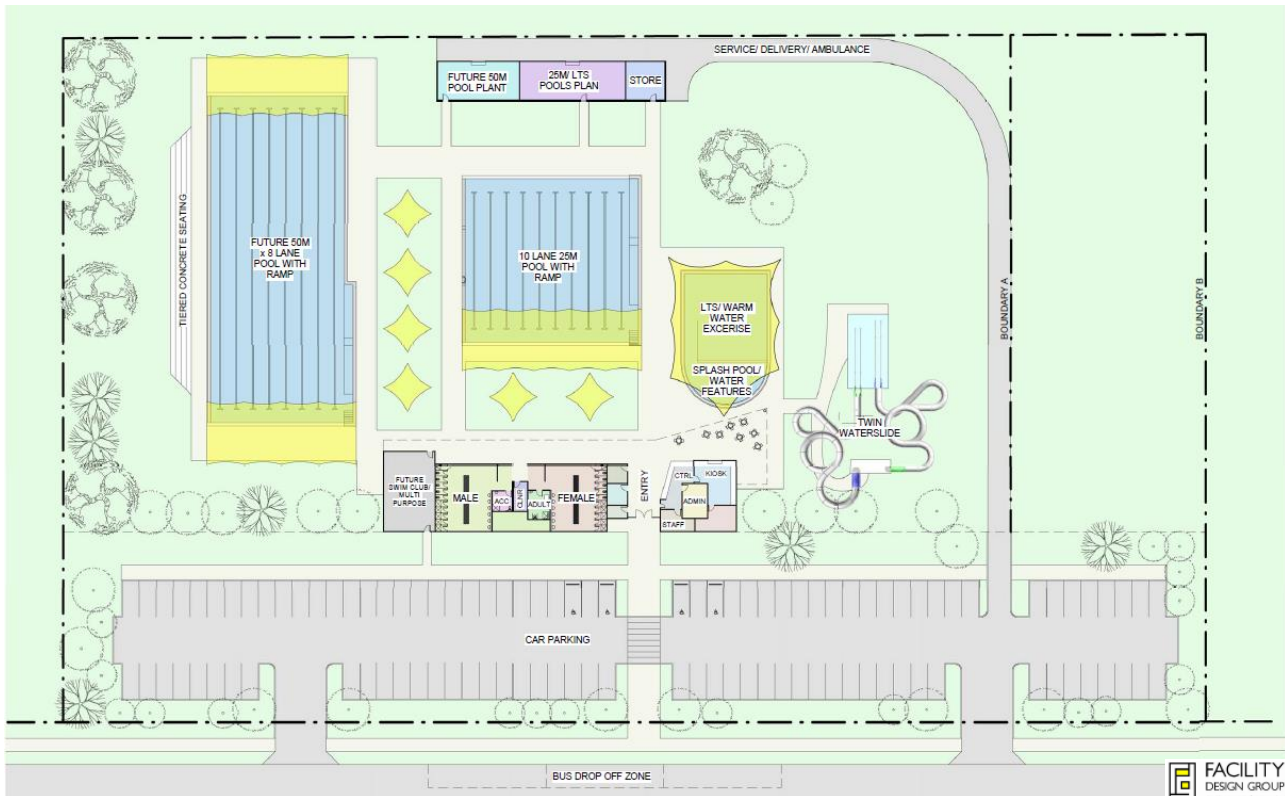 SERVICE/ DELIVERY/ AMBULANCE
FUTURE 50M
POOL PLANT
25M/ LTS
POOLS PLAN
STORE
TIERED CONCRETE SEATING
FUTURE 50M
x 8 LANE
POOL WITH
RAMP
10 LANE 25M
POOL WITH
RAMP
LTS/ WARM
WATER
EXCERISE
SPLASH POOL/
WATER
FEATURES
BOUNDARY A
BOUNDARY B
TWIN
WATERSLIDE
FUTURE
SWIM CLUB/
MULTI
PURPOSE
MALE
ACC
CLNR
ADULT
FEMALE
ENTRY
CTRL
KIOSK
ADMIN
STAFF
CAR PARKING
BUS DROP OFF ZONE
FACILITY
DESIGN GROUP